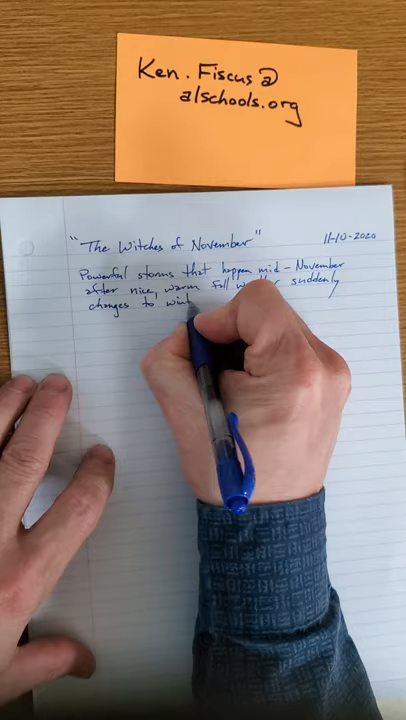 Ken.Fiscus@
alschools.org
"The Witches of November" 11-10-2020
Powerful storms that happen mid-November
after nice, warm fall suddenly
changes to